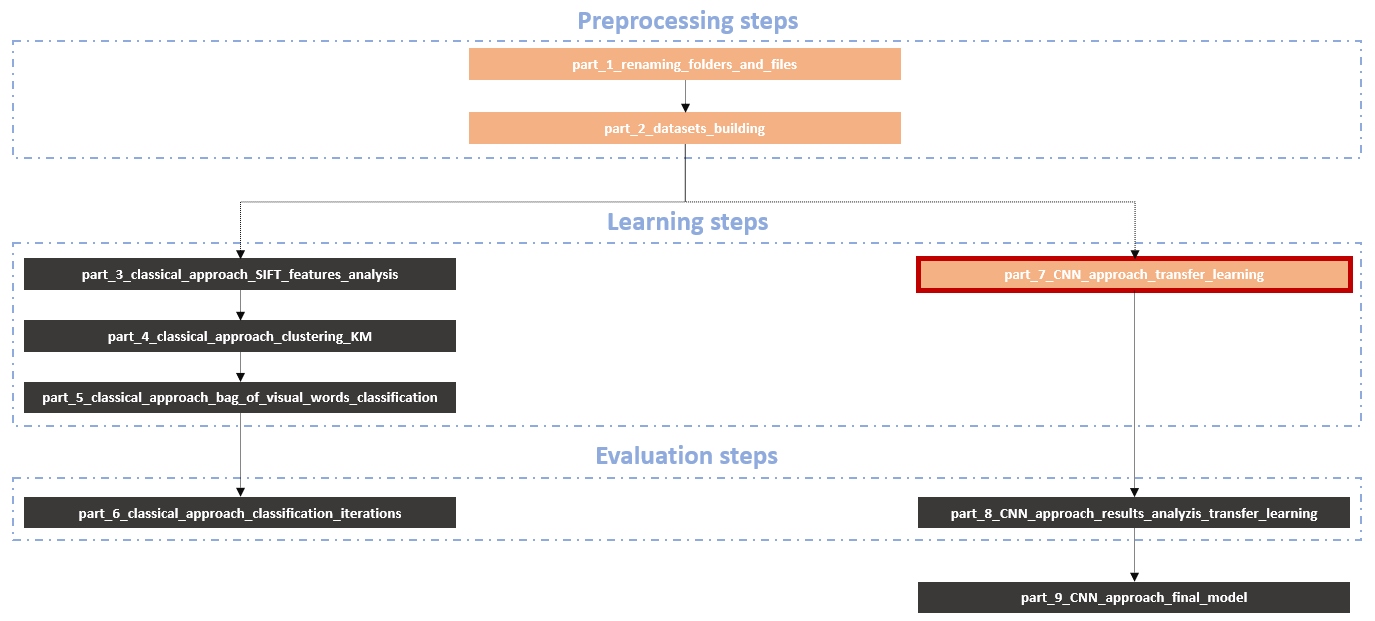 Preprocessing steps
part_1_renaming_folders_and_files
part_2_datasets_building
Learning steps
part_3_classical_approach_SIFT_features_analysis
part_7_CNN_approach_transfer_learning
part_4_classical_approach_clustering_KM
part_5_classical_approach_bag_of_visual_words_classification
Evaluation steps
part_6_classical_approach_classification_iterations
part_8_CNN_approach_results_analyzis_transfer_learning
part_9_CNN_approach_final_model